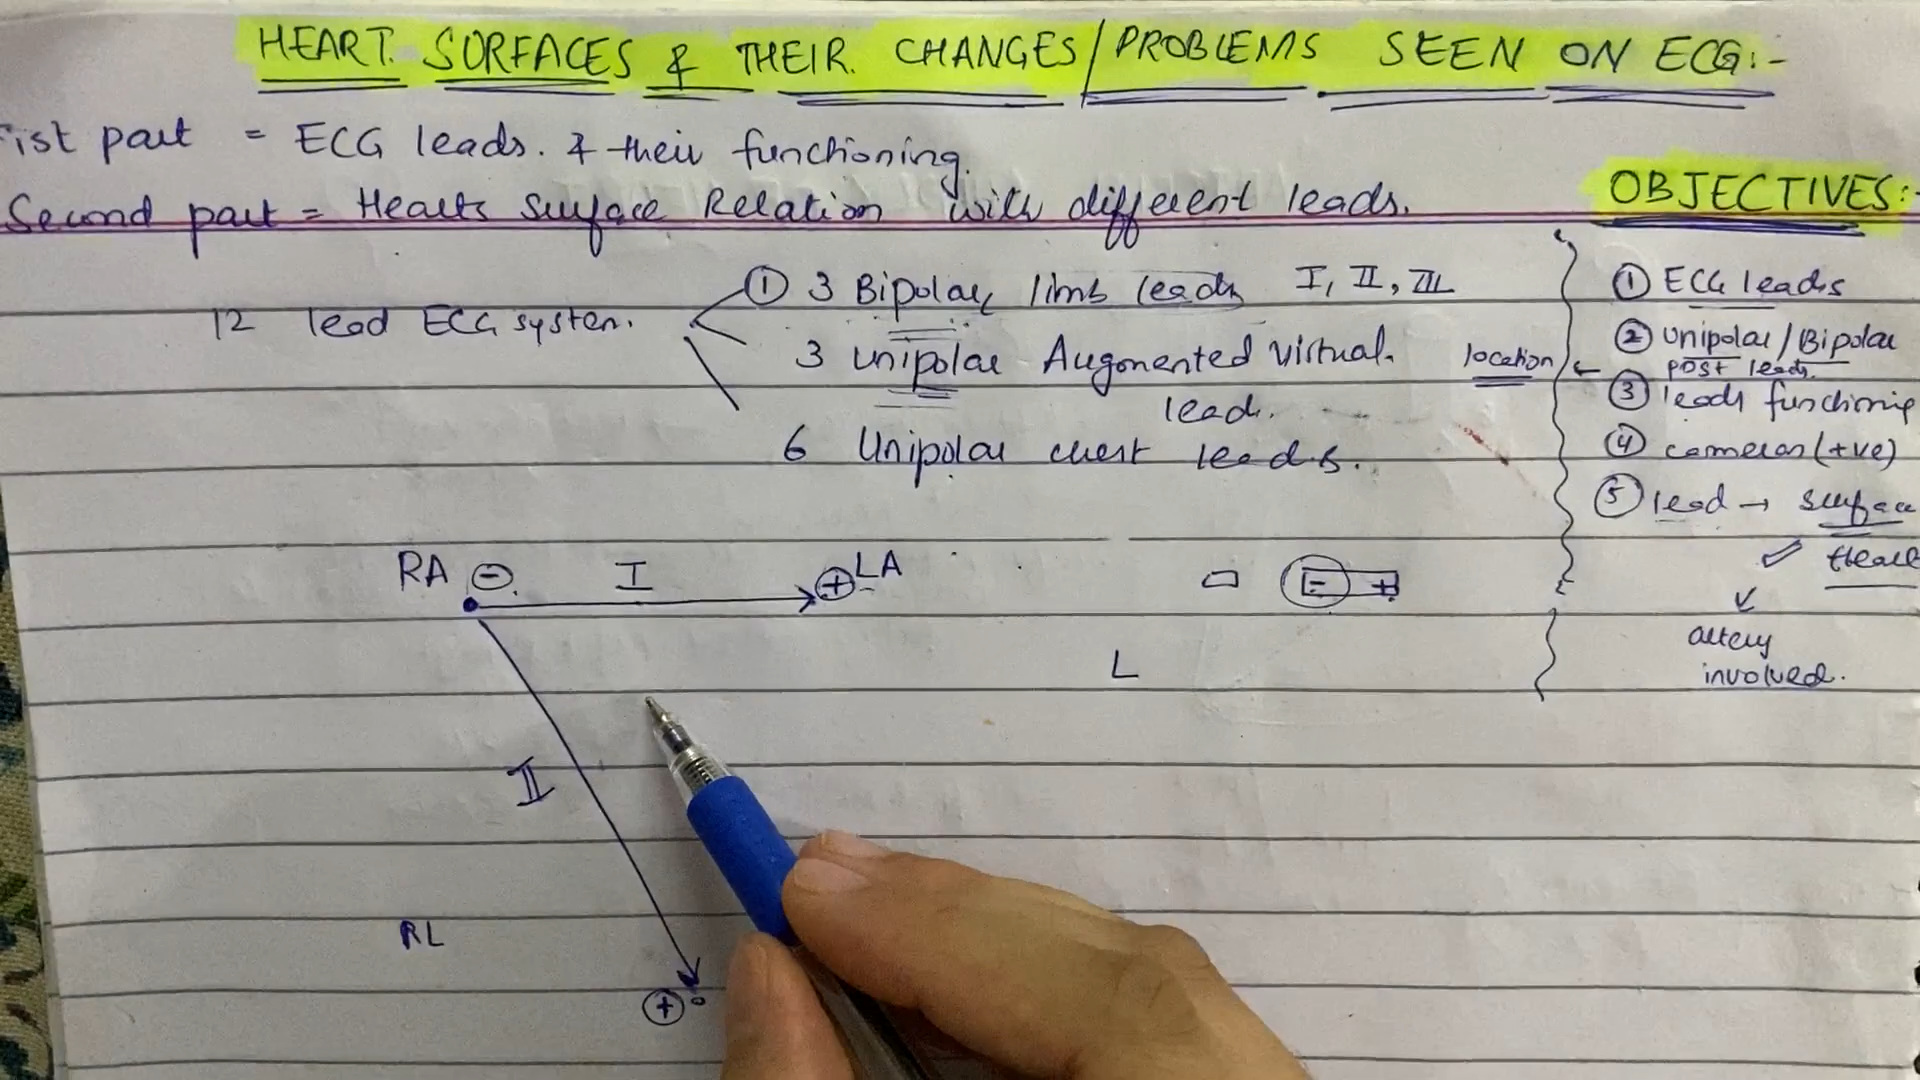 HEART. SURFACES & THEIR. CHANGES/PROBLEMS SEEN ON ECG:-
Fist part = ECG leads. & their functioning.
Second part = Hearts Surface Relation with different leads.
OBJECTIVES:-
12 lead ECG system.
① 3 Bipolar limb leads I, II, III
3 unipolar Augmented virtual.
lead.
6 Unipolar chest leads.
location
① ECG leads
② unipolar/Bipolar
post leads.
③ leads functioning
④ cameras (+ve)
⑤ lead → surface
Heart
artery
involved.
RA ⊖ I ⊕ LA
- +
L
II
RL
⊕